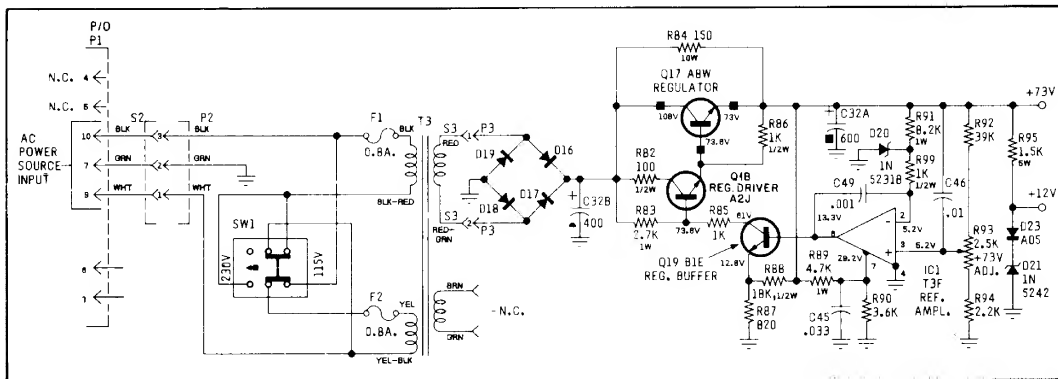 P/O
P1
N.C. 4
N.C. 5
AC
POWER
SOURCE
INPUT
10
7
9
6
1
BLK
GRN
WHT
S2
P2
3
2
1
BLK
WHT
SW1
230V
115V
F1
0.8A.
BLK
BLK-RED
F2
0.8A.
YEL
YEL-BLK
T3
S3
1
P3
RED
S3
2
P3
RED-
GRN
BRN
GRN
-N.C.
D19
D16
D18
D17
+
C32B
400
R84 150
10W
Q17 A8W
REGULATOR
108V
73V
73.8V
R86
1K
1/2W
R82
100
1/2W
Q18
REG. DRIVER
A2J
R83
2.7K
1W
73.8V
R85
1K
61V
12.8V
Q19 B1E
REG. BUFFER
R88
18K,1/2W
R87
820
R89
4.7K
1W
C45
.033
R90
3.6K
+
C32A
600
D20
1N
5231B
R91
8.2K
1W
R99
1K
1/2W
C49
.001
13.3V
6
-
2
5.2V
+
3
5.2V
29.2V
7
4
IC1
T3F
REF.
AMPL.
C46
.01
R92
39K
R93
2.5K
+73V
ADJ.
R94
2.2K
+73V
R95
1.5K
5W
+12V
D23
A05
D21
1N
5242